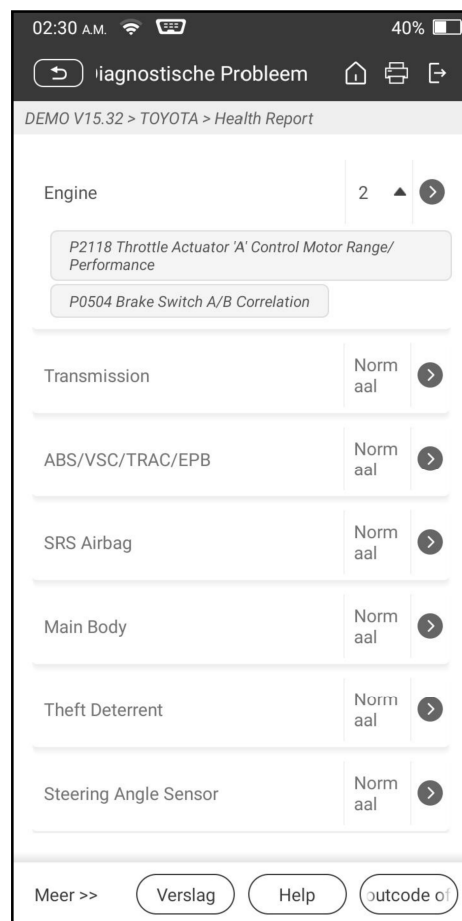 02:30 A.M. 40%
iagnostische Probleem
DEMO V15.32 > TOYOTA > Health Report
Engine 2
P2118 Throttle Actuator 'A' Control Motor Range/
Performance
P0504 Brake Switch A/B Correlation
Transmission Norm
aal
ABS/VSC/TRAC/EPB Norm
aal
SRS Airbag Norm
aal
Main Body Norm
aal
Theft Deterrent Norm
aal
Steering Angle Sensor Norm
aal
Meer >> Verslag Help outcode of